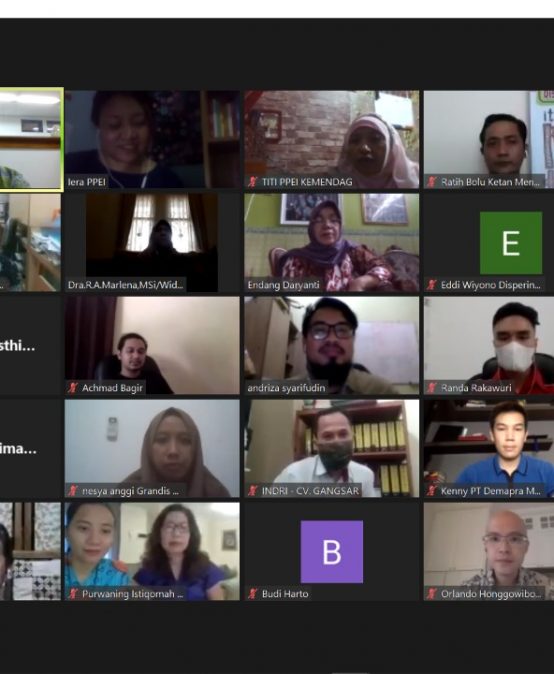 lera PPEI
TITI PPEI KEMENDAG
Ratih Bolu Ketan Men...
Dra.R.A.Marlena,MSi/Wid...
Endang Daryanti
E
Eddi Wiyono Disperin...
sthi...
Achmad Bagir
andriza syarifudin
Randa Rakawuri
ima...
nesya anggi Grandis ...
INDRI - CV. GANGSAR
Kenny PT Demapra M...
Purwaning Istiqomah ...
B
Budi Harto
Orlando Honggowibo...